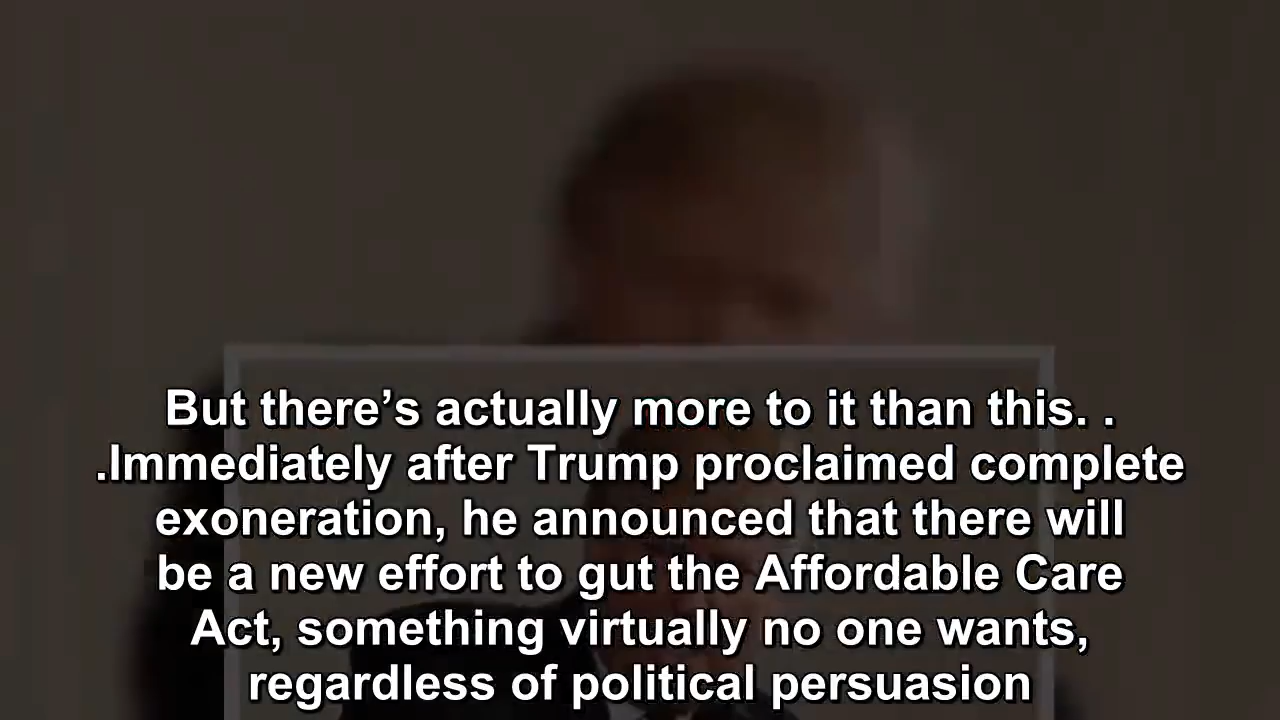 But there’s actually more to it than this. .
.Immediately after Trump proclaimed complete
exoneration, he announced that there will
be a new effort to gut the Affordable Care
Act, something virtually no one wants,
regardless of political persuasion